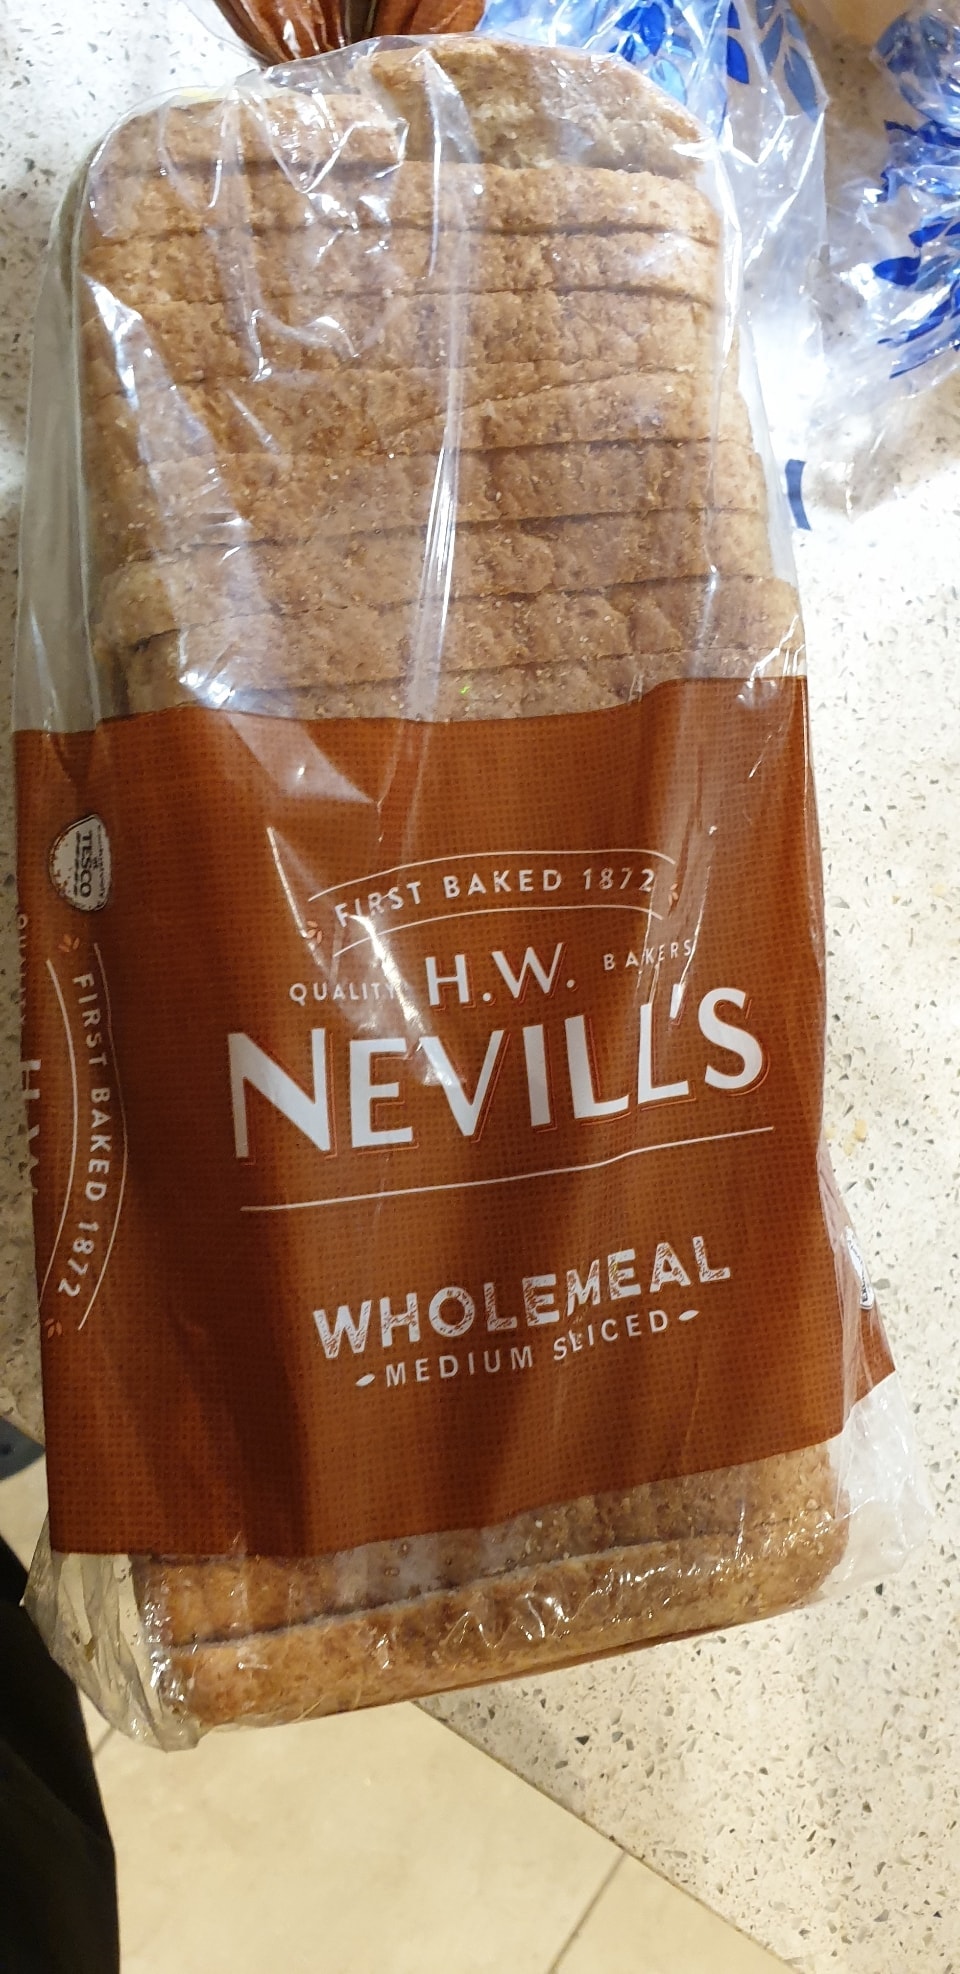 FIRST BAKED 1872
QUALITY H.W. BAKERS
NEVILL'S
WHOLEMEAL
MEDIUM SLICED
TESCO
FIRST BAKED 1872
H.W.